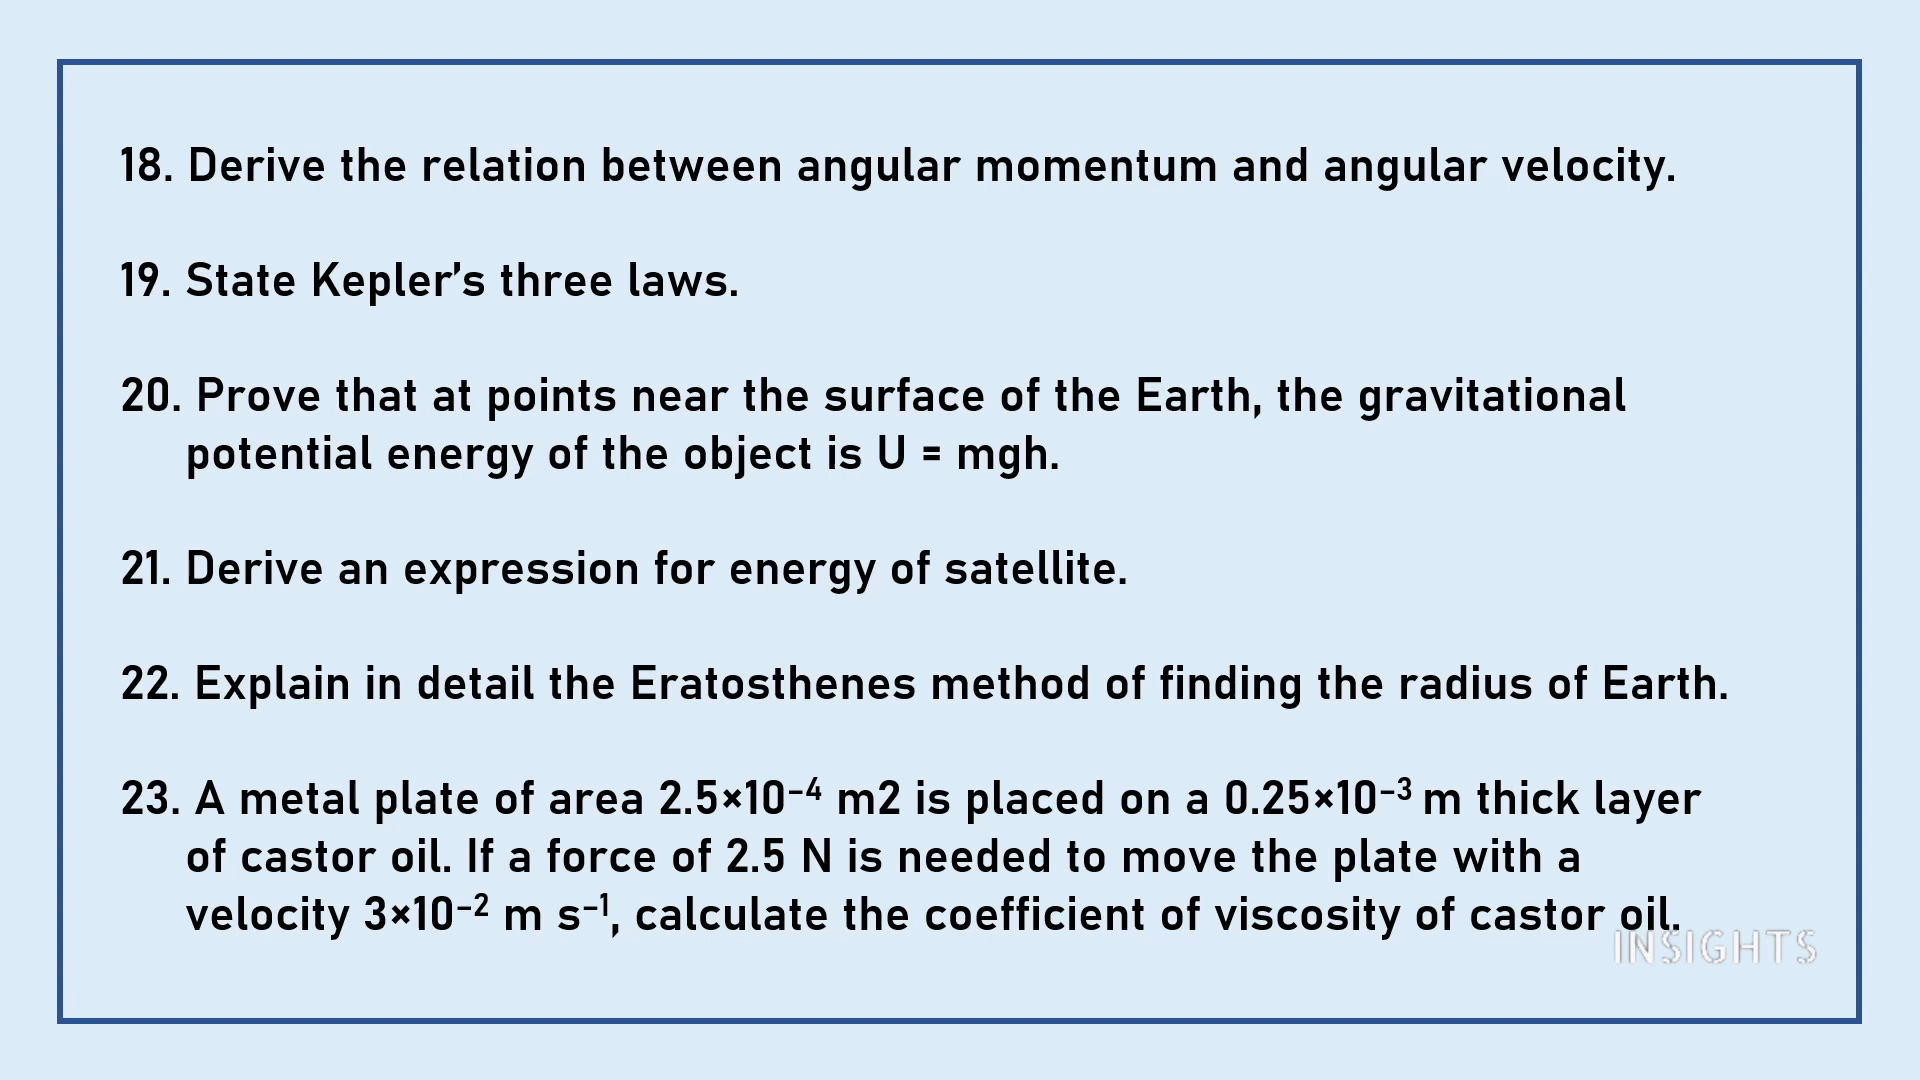 18. Derive the relation between angular momentum and angular velocity.
19. State Kepler’s three laws.
20. Prove that at points near the surface of the Earth, the gravitational
potential energy of the object is U = mgh.
21. Derive an expression for energy of satellite.
22. Explain in detail the Eratosthenes method of finding the radius of Earth.
23. A metal plate of area 2.5×10⁻⁴ m2 is placed on a 0.25×10⁻³ m thick layer
of castor oil. If a force of 2.5 N is needed to move the plate with a
velocity 3×10⁻² m s⁻¹, calculate the coefficient of viscosity of castor oil.
INSIGHTS